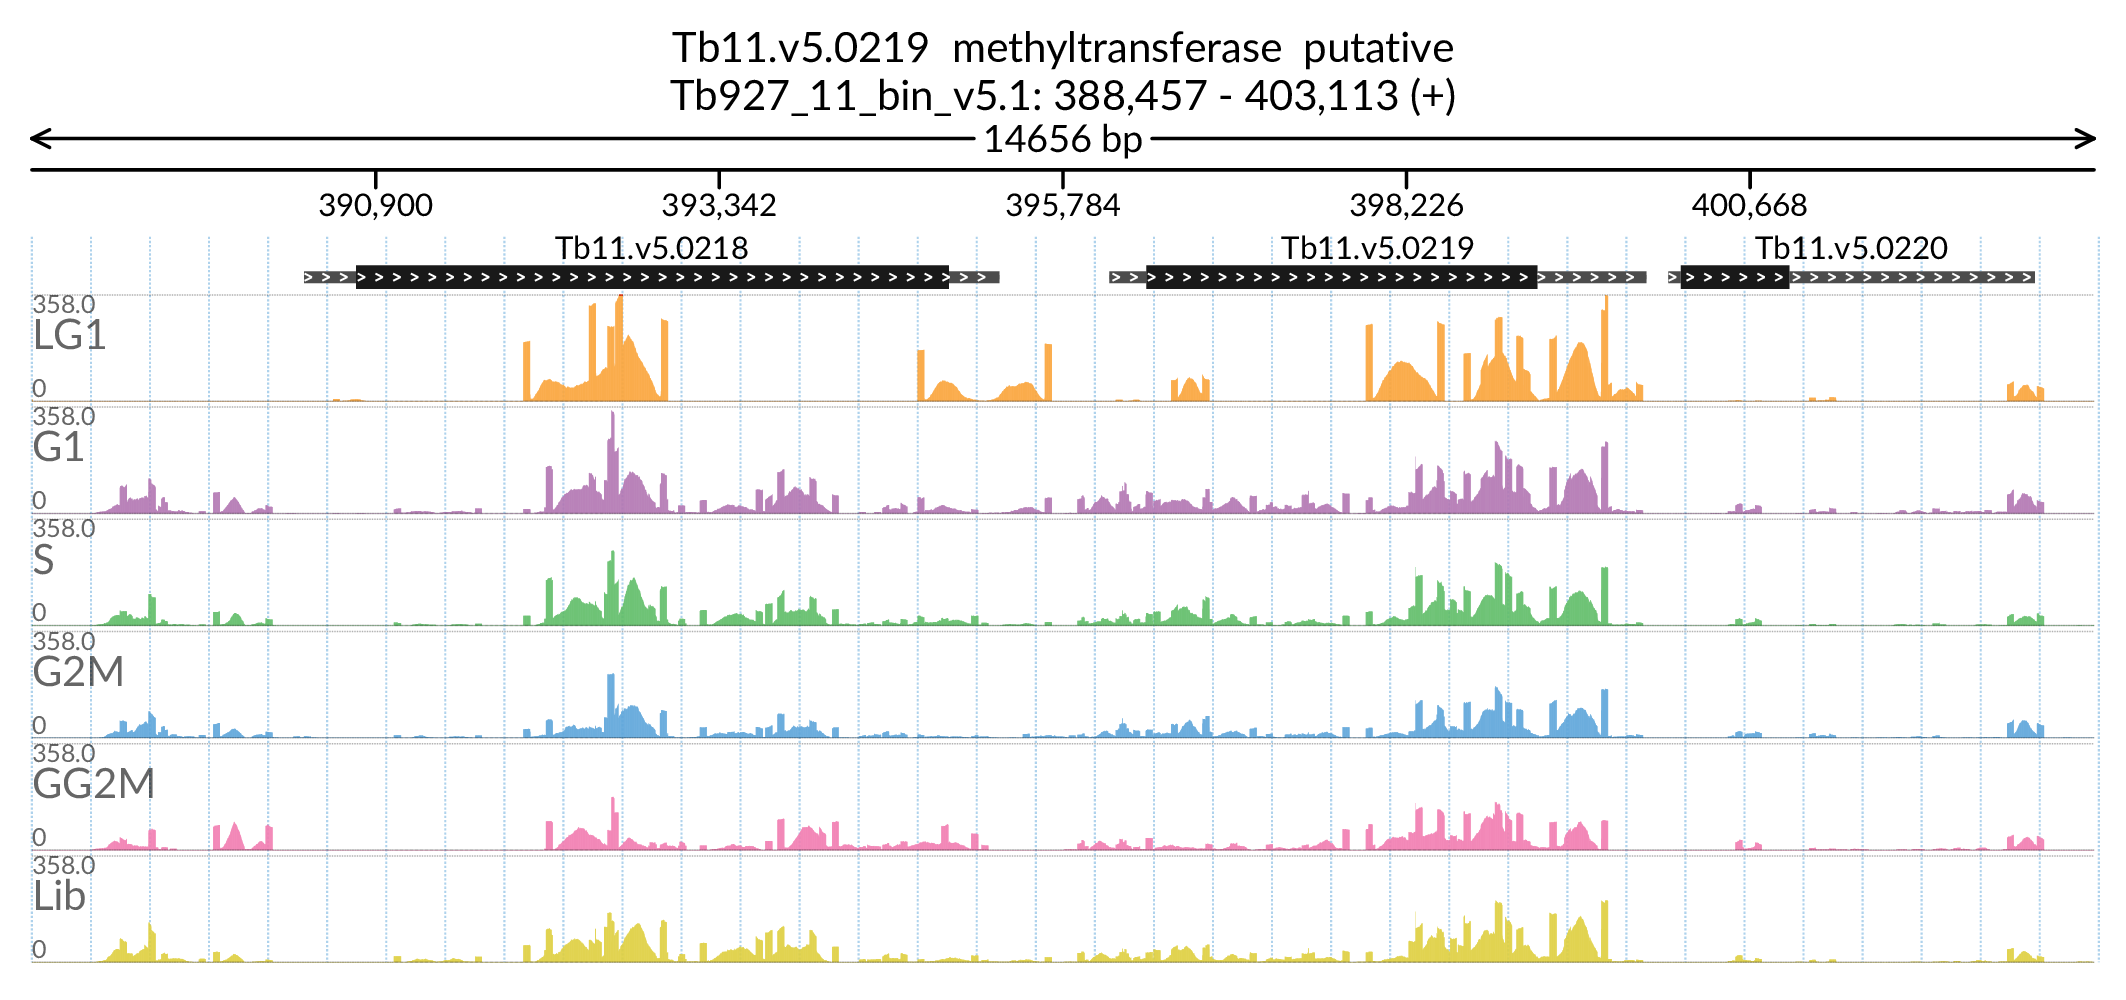 Tb11.v5.0219 methyltransferase putative
Tb927_11_bin_v5.1: 388,457 - 403,113 (+)
14656 bp
390,900 393,342 395,784 398,226 400,668
Tb11.v5.0218 Tb11.v5.0219 Tb11.v5.0220
358.0
LG1
0
358.0
G1
0
358.0
S
0
358.0
G2M
0
358.0
GG2M
0
358.0
Lib
0